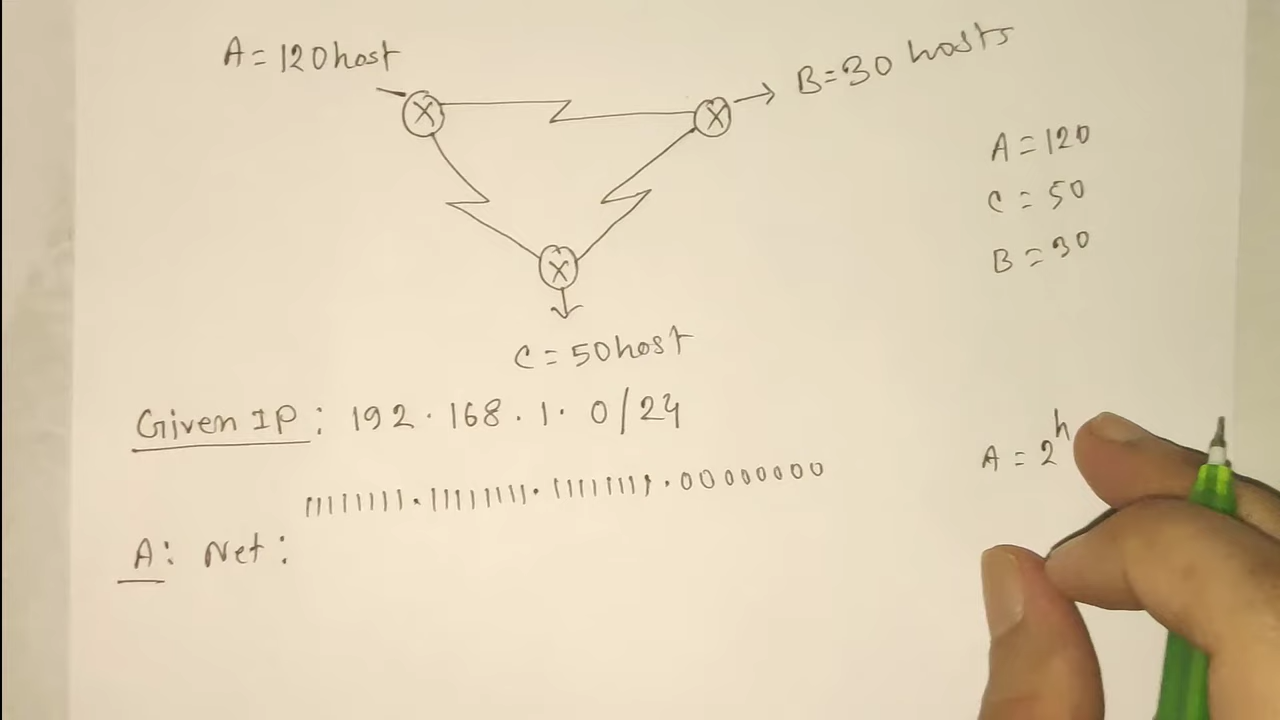 A = 120 host
B = 30 hosts
A = 120
C = 50
B = 30
C = 50 host
Given IP : 192 . 168 . 1 . 0 / 24
A = 2^h
11111111 . 11111111 . 11111111 . 00000000
A : Net :